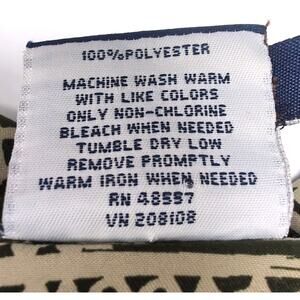 100%POLYESTER
MACHINE WASH WARM
WITH LIKE COLORS
ONLY NON-CHLORINE
BLEACH WHEN NEEDED
TUMBLE DRY LOW
REMOVE PROMPTLY
WARM IRON WHEN NEEDED
RN 48597
VN 208108